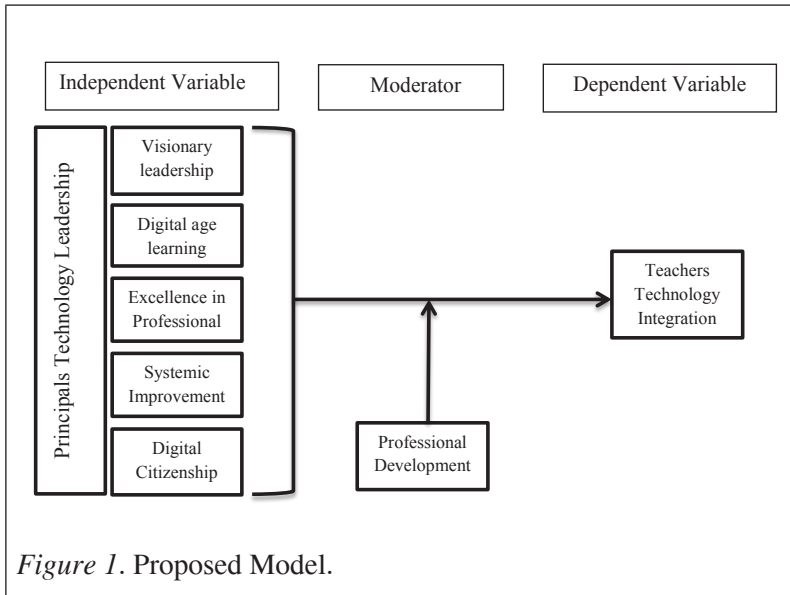 Independent Variable
Moderator
Dependent Variable
Principals Technology Leadership
Visionary
leadership
Digital age
learning
Excellence in
Professional
Systemic
Improvement
Digital
Citizenship
Teachers
Technology
Integration
Professional
Development
Figure 1. Proposed Model.